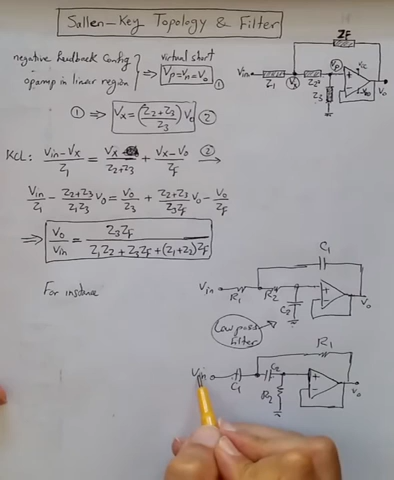 Sallen-Key Topology & Filter
negative feedback Config } virtual short
opamp in linear region ⇒ Vp=Vn=Vo ①
① ⇒ Vx = (Z2+Z3 / Z3) Vo ②
KCL: (Vin-Vx)/Z1 = Vx/(Z2+Z3) + (Vx-Vo)/ZF ②→
Vin/Z1 - (Z2+Z3)/(Z1Z3) Vo = Vo/Z3 + (Z2+Z3)/(Z3ZF) Vo - Vo/ZF
⇒ Vo/Vin = Z3ZF / (Z1Z2 + Z3ZF + (Z1+Z2)ZF)
For instance
ZF
Vin Z1 Vx Z2 Vp Vo
Z3
C1
Vin R1 R2 Vo
C2
Low pass
filter
R1
Vin C1 C2 Vo
R2